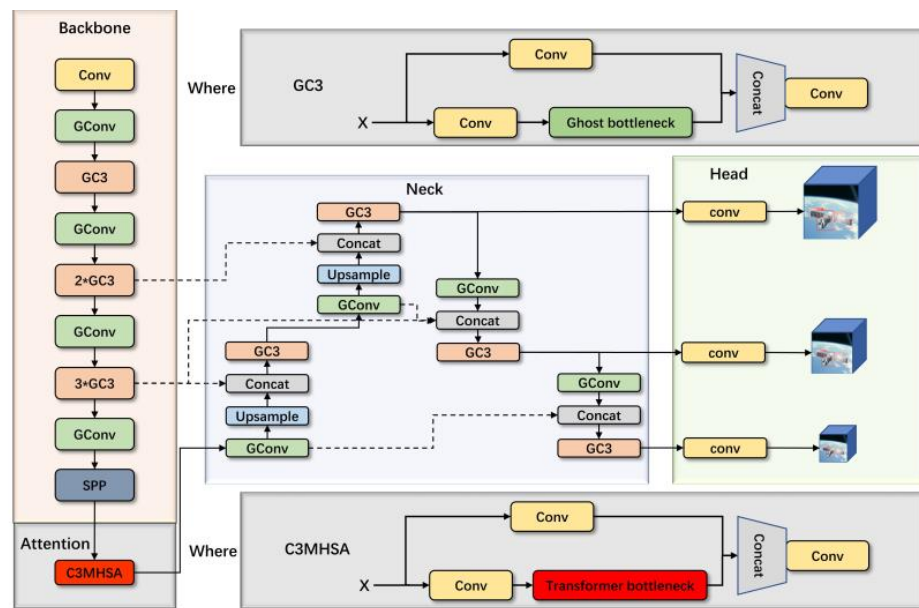 Backbone
Conv
GConv
GC3
GConv
2*GC3
GConv
3*GC3
GConv
SPP
Attention
C3MHSA
Where
GC3
X
Conv
Conv
Ghost bottleneck
Concat
Conv
Neck
GC3
Concat
Upsample
GConv
GC3
Concat
Upsample
GConv
GConv
Concat
GC3
GConv
Concat
GC3
Head
conv
conv
conv
Where
C3MHSA
X
Conv
Conv
Transformer bottleneck
Concat
Conv